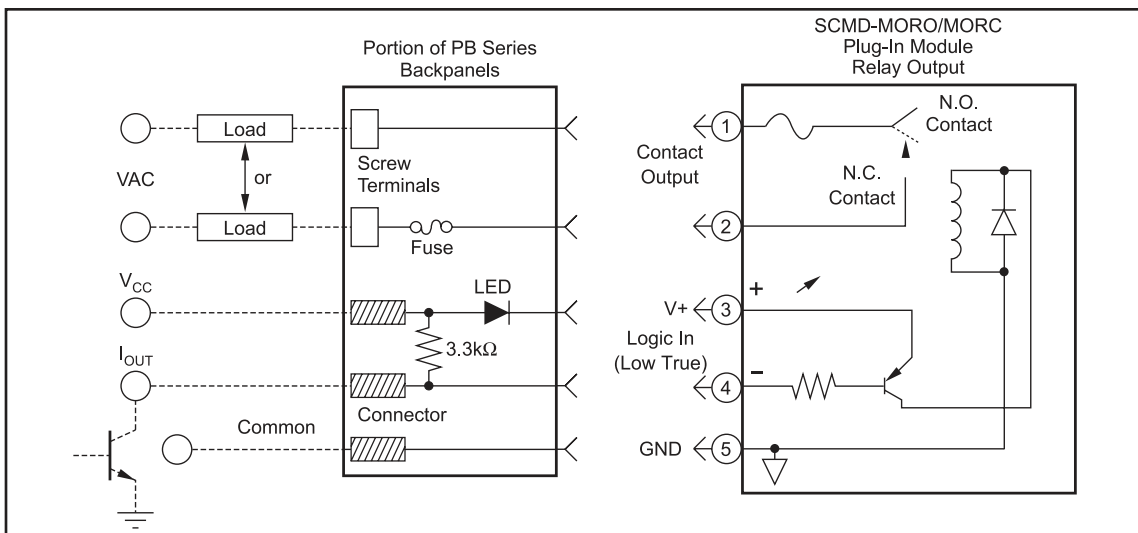 SCMD-MORO/MORC
Plug-In Module
Relay Output
Portion of PB Series
Backpanels
N.O.
Contact
Load
1
Contact
Output
VAC
or
Screw
Terminals
N.C.
Contact
Load
2
Fuse
VCC
LED
+
V+
3
3.3kΩ
Logic In
(Low True)
IOUT
–
4
Connector
Common
GND
5